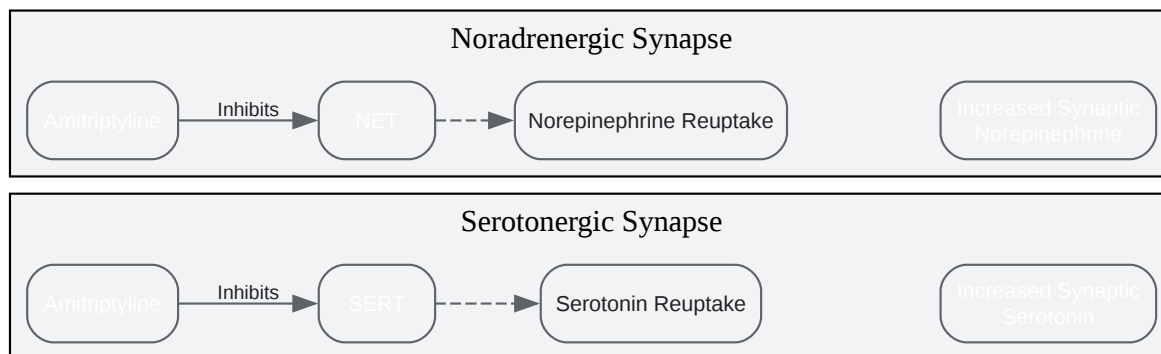 Noradrenergic Synapse
Amitriptyline
Inhibits
NET
Norepinephrine Reuptake
Increased Synaptic
Norepinephrine
Serotonergic Synapse
Amitriptyline
Inhibits
SERT
Serotonin Reuptake
Increased Synaptic
Serotonin